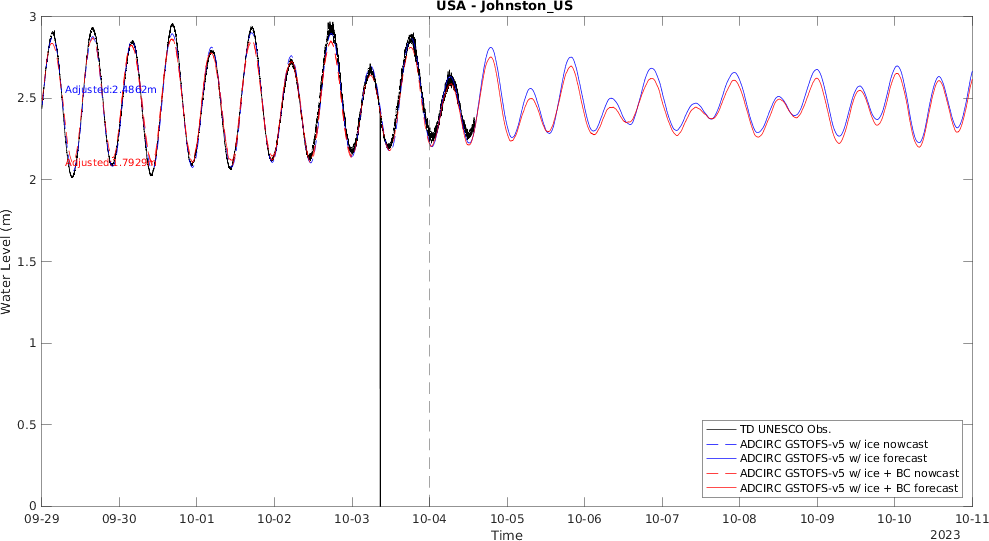 USA - Johnston_US
3
2.5
2
1.5
1
0.5
0
Water Level (m)
Adjusted:2.4862m
Adjusted:1.7929m
TD UNESCO Obs.
ADCIRC GSTOFS-v5 w/ ice nowcast
ADCIRC GSTOFS-v5 w/ ice forecast
ADCIRC GSTOFS-v5 w/ ice + BC nowcast
ADCIRC GSTOFS-v5 w/ ice + BC forecast
09-29 09-30 10-01 10-02 10-03 10-04 10-05 10-06 10-07 10-08 10-09 10-10 10-11
Time
2023